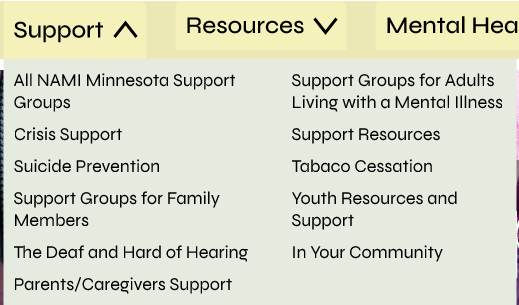 Support
Resources
Mental Hea
All NAMI Minnesota Support
Groups
Crisis Support
Suicide Prevention
Support Groups for Family
Members
The Deaf and Hard of Hearing
Parents/Caregivers Support
Support Groups for Adults
Living with a Mental Illness
Support Resources
Tabaco Cessation
Youth Resources and
Support
In Your Community